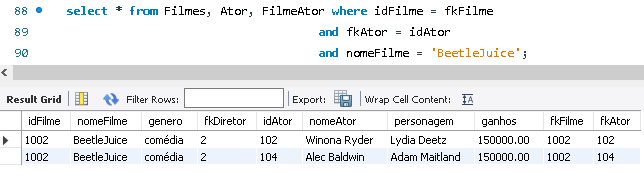 88 select * from Filmes, Ator, FilmeAtor where idFilme = fkFilme
89 and fkAtor = idAtor
90 and nomeFilme = 'BeetleJuice';
Result Grid Filter Rows: Export: Wrap Cell Content:
idFilme nomeFilme genero fkDiretor idAtor nomeAtor personagem ganhos fkFilme fkAtor
1002 BeetleJuice comédia 2 102 Winona Ryder Lydia Deetz 150000.00 1002 102
1002 BeetleJuice comédia 2 104 Alec Baldwin Adam Maitland 150000.00 1002 104